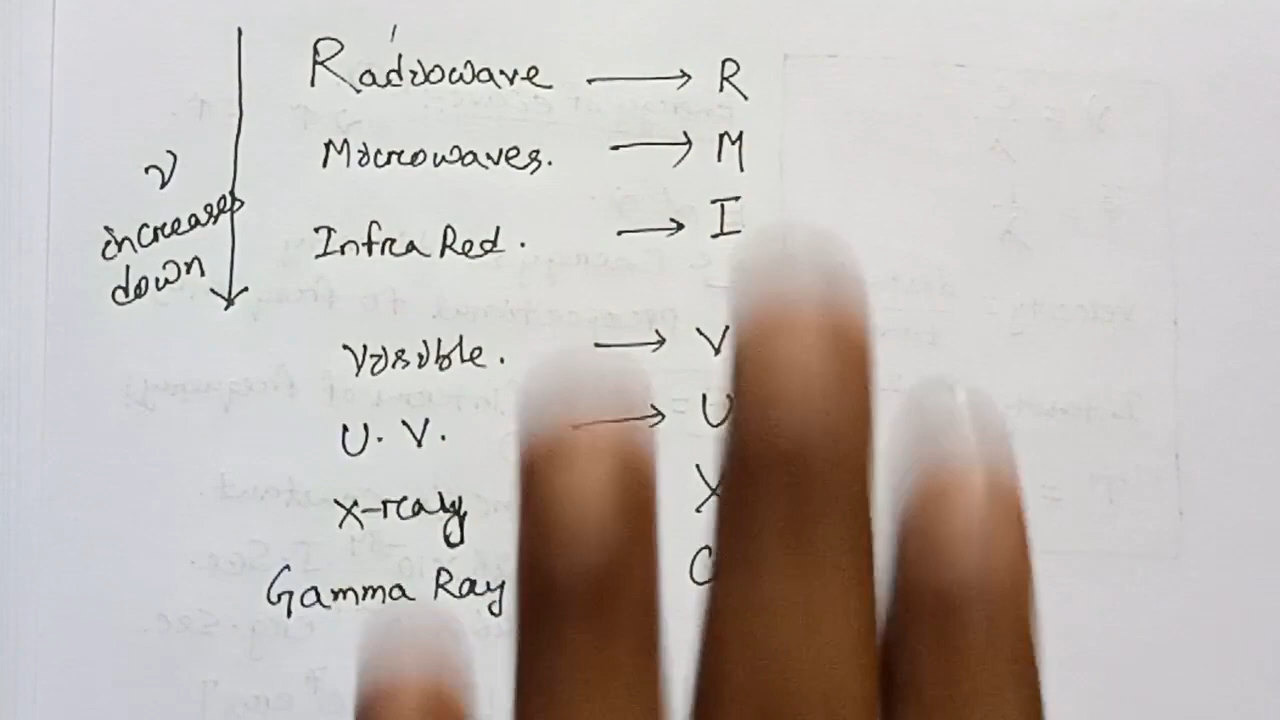 Radiowave → R
Microwaves. → M
ν increases down
Infra Red. → I
Visible. → V
U.V. → U
X-ray X
Gamma Ray